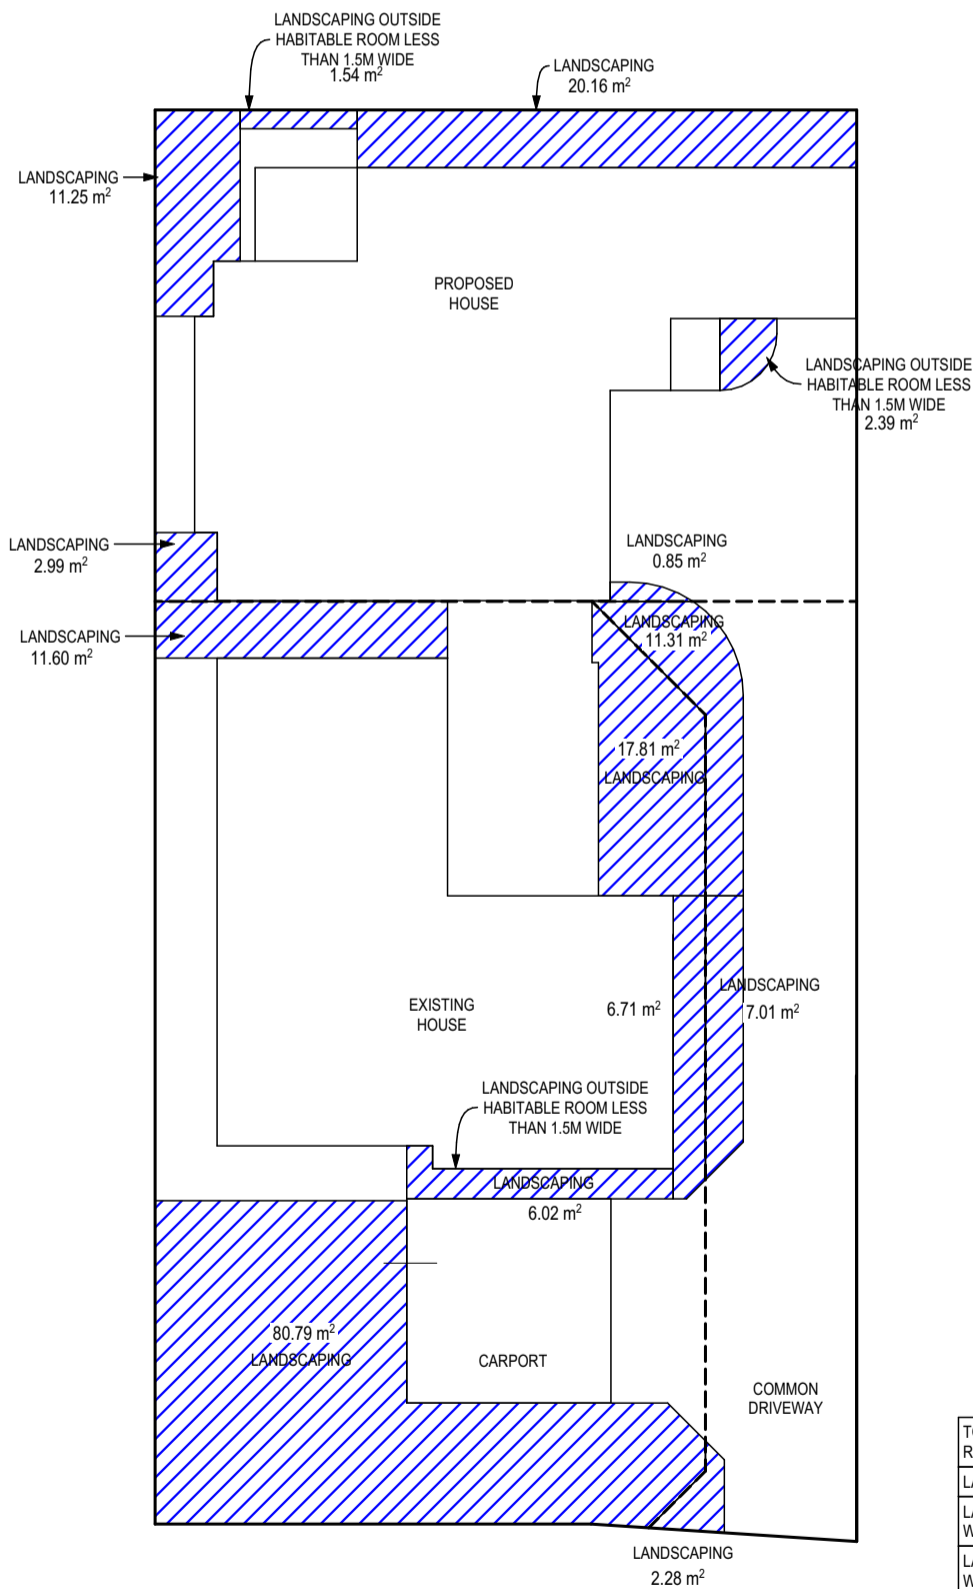 LANDSCAPING OUTSIDE
HABITABLE ROOM LESS
THAN 1.5M WIDE
1.54 m²
LANDSCAPING
20.16 m²
LANDSCAPING
11.25 m²
PROPOSED
HOUSE
LANDSCAPING OUTSIDE
HABITABLE ROOM LESS
THAN 1.5M WIDE
2.39 m²
LANDSCAPING
2.99 m²
LANDSCAPING
0.85 m²
LANDSCAPING
11.31 m²
LANDSCAPING
11.60 m²
17.81 m²
LANDSCAPING
EXISTING
HOUSE
6.71 m²
LANDSCAPING
7.01 m²
LANDSCAPING OUTSIDE
HABITABLE ROOM LESS
THAN 1.5M WIDE
LANDSCAPING
6.02 m²
80.79 m²
LANDSCAPING
CARPORT
COMMON
DRIVEWAY
LANDSCAPING
2.28 m²